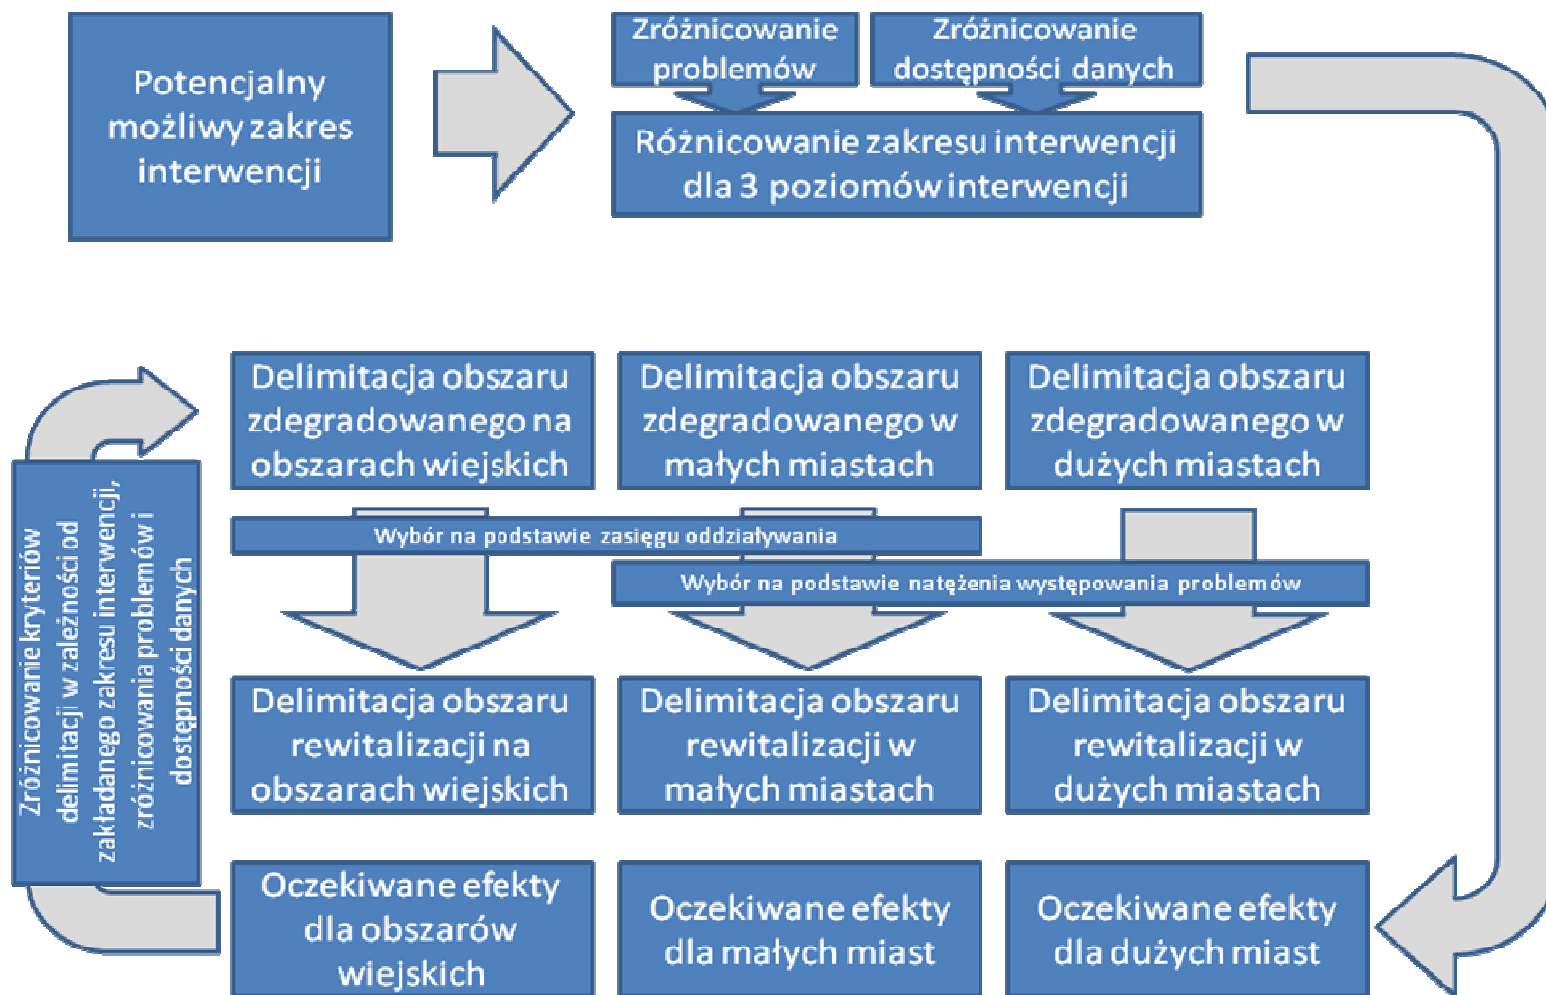 Potencjalny
możliwy zakres
interwencji
Zróżnicowanie
problemów
Zróżnicowanie
dostępności danych
Różnicowanie zakresu interwencji
dla 3 poziomów interwencji
Zróżnicowanie kryteriów
delimitacji w zależności od
zakładanego zakresu interwencji,
zróżnicowania problemów i
dostępności danych
Delimitacja obszaru
zdegradowanego na
obszarach wiejskich
Delimitacja obszaru
zdegradowanego w
małych miastach
Delimitacja obszaru
zdegradowanego w
dużych miastach
Wybór na podstawie zasięgu oddziaływania
Wybór na podstawie natężenia występowania problemów
Delimitacja obszaru
rewitalizacji na
obszarach wiejskich
Delimitacja obszaru
rewitalizacji w
małych miastach
Delimitacja obszaru
rewitalizacji w
dużych miastach
Oczekiwane efekty
dla obszarów
wiejskich
Oczekiwane efekty
dla małych miast
Oczekiwane efekty
dla dużych miast